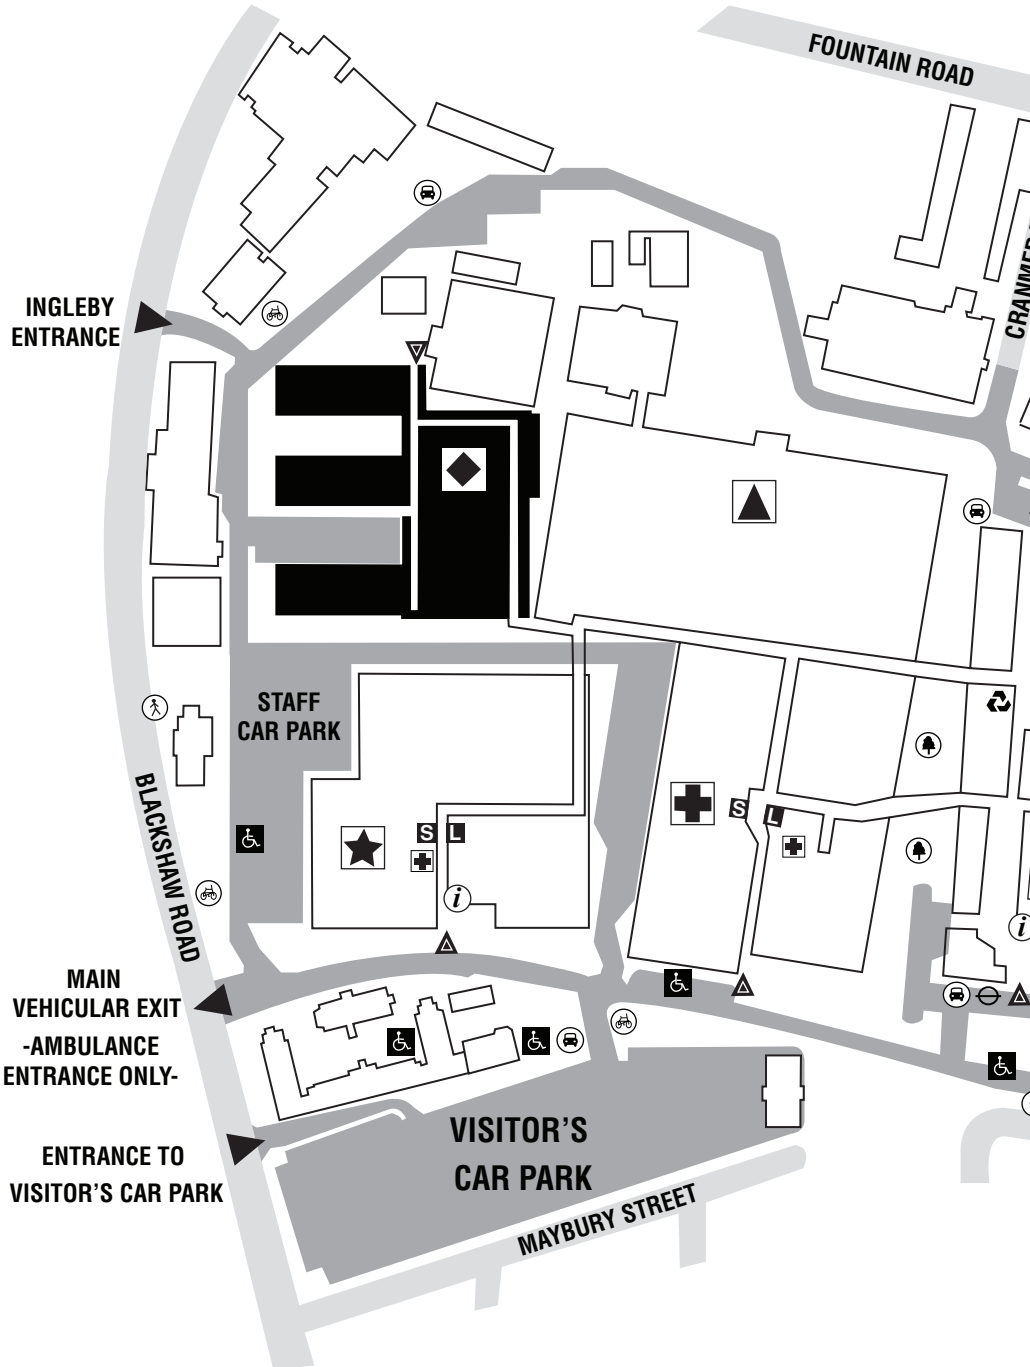 FOUNTAIN ROAD
INGLEBY
ENTRANCE
STAFF
CAR PARK
S L
S
L
i
i
BLACKSHAW ROAD
MAIN
VEHICULAR EXIT
-AMBULANCE
ENTRANCE ONLY-
ENTRANCE TO
VISITOR'S CAR PARK
VISITOR'S
CAR PARK
MAYBURY STREET